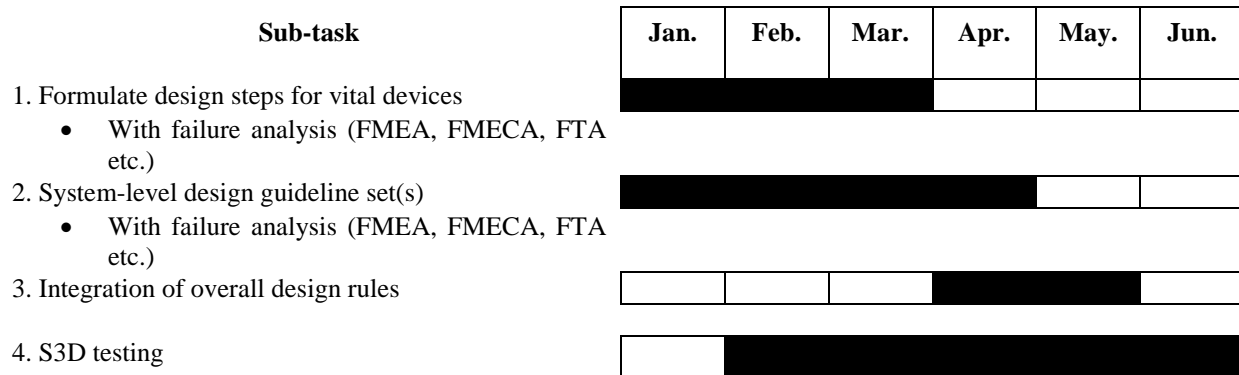 Sub-task Jan. Feb. Mar. Apr. May. Jun.
1. Formulate design steps for vital devices
• With failure analysis (FMEA, FMECA, FTA
etc.)
2. System-level design guideline set(s)
• With failure analysis (FMEA, FMECA, FTA
etc.)
3. Integration of overall design rules
4. S3D testing